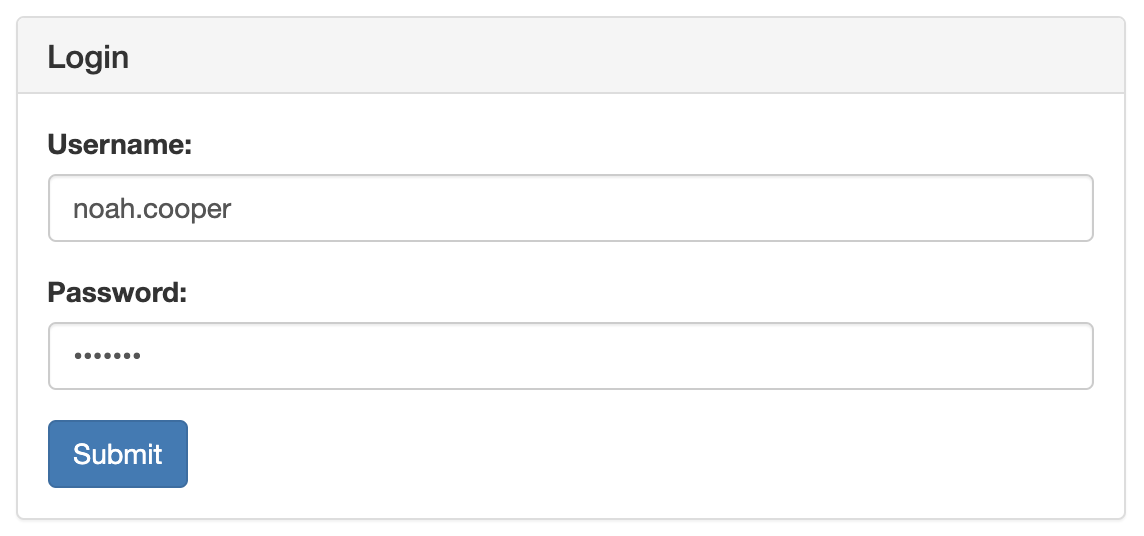 Login
Username:
noah.cooper
Password:
•••••••
Submit